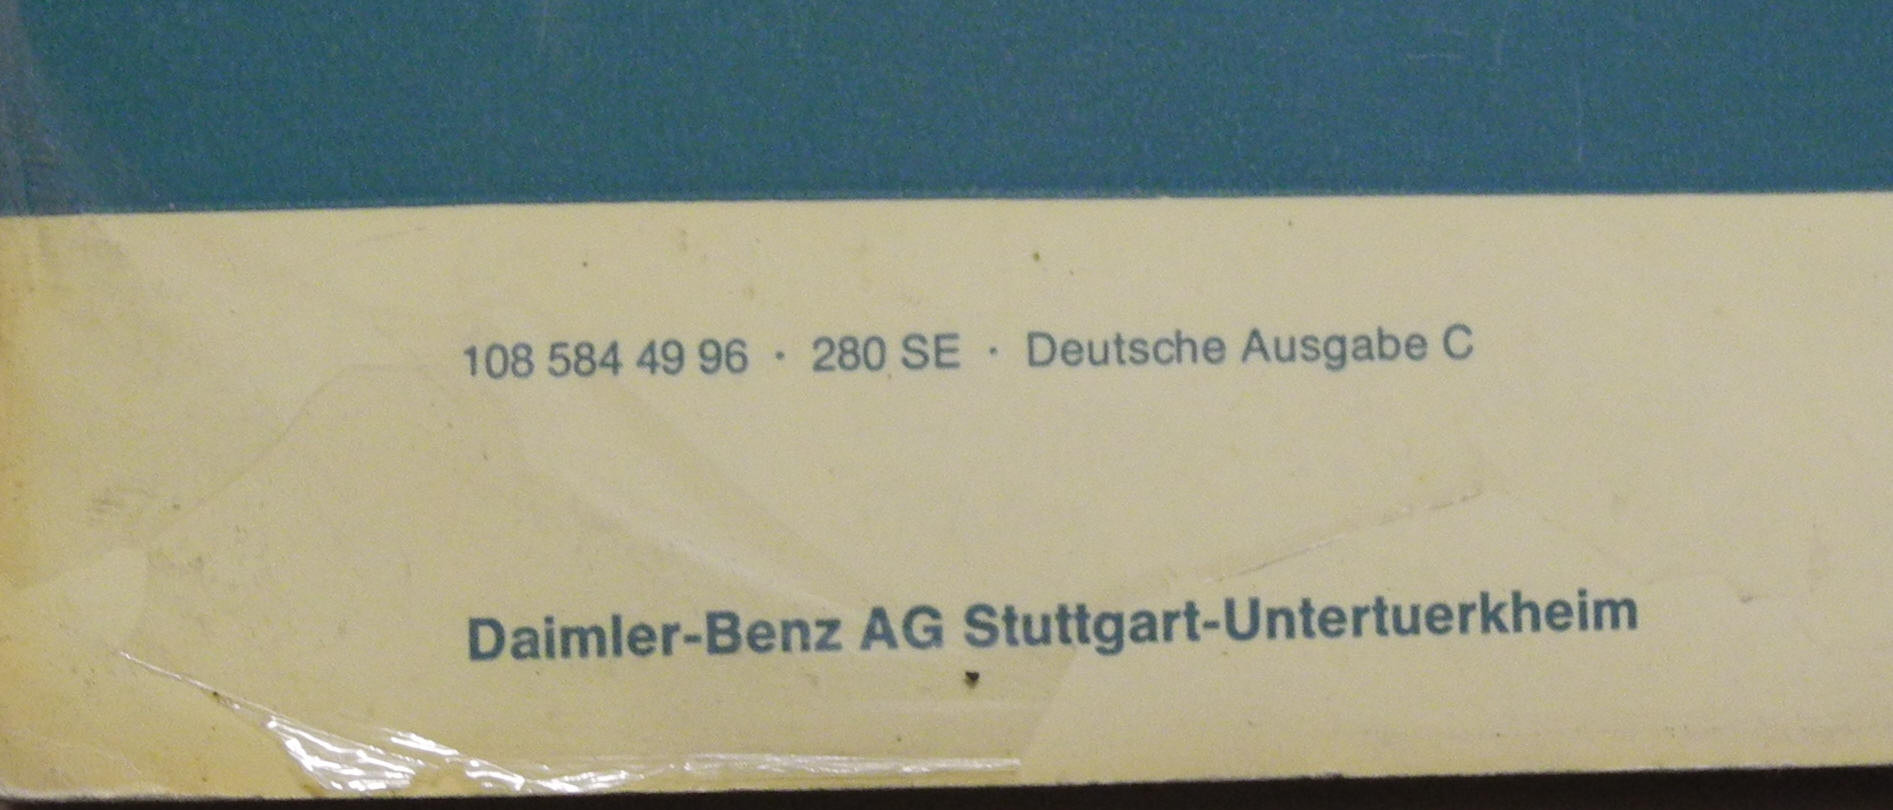 108 584 49 96 · 280 SE · Deutsche Ausgabe C
Daimler-Benz AG Stuttgart-Untertuerkheim